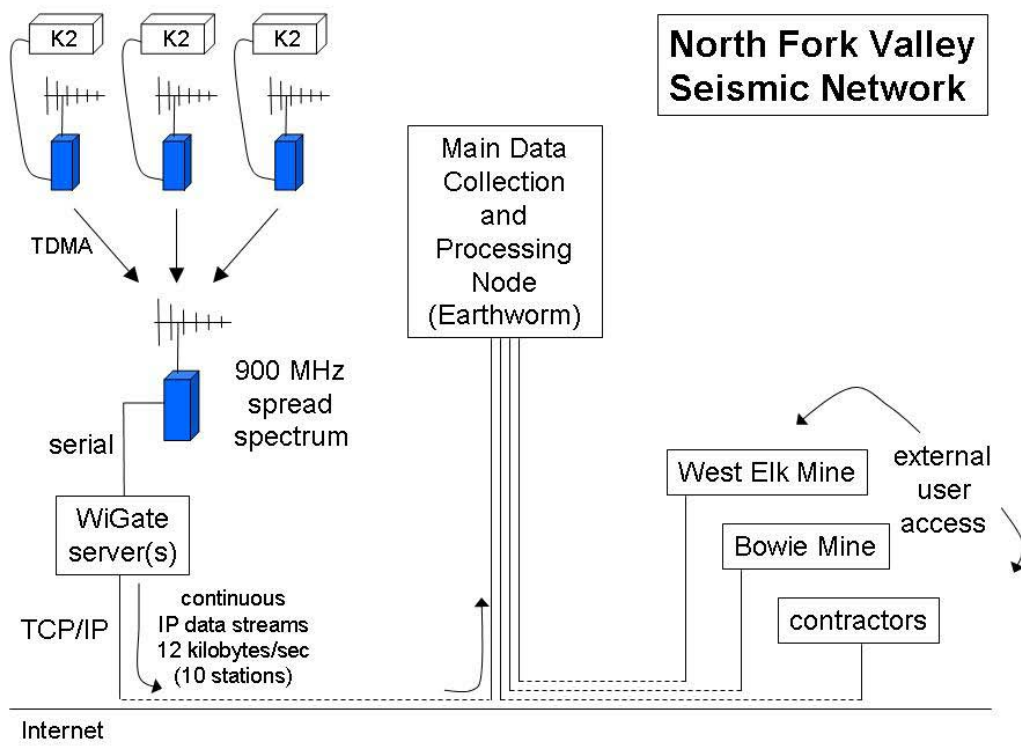 K2
K2
K2
North Fork Valley
Seismic Network
TDMA
Main Data
Collection
and
Processing
Node
(Earthworm)
900 MHz
spread
spectrum
serial
WiGate
server(s)
TCP/IP
continuous
IP data streams
12 kilobytes/sec
(10 stations)
West Elk Mine
Bowie Mine
contractors
external
user
access
Internet